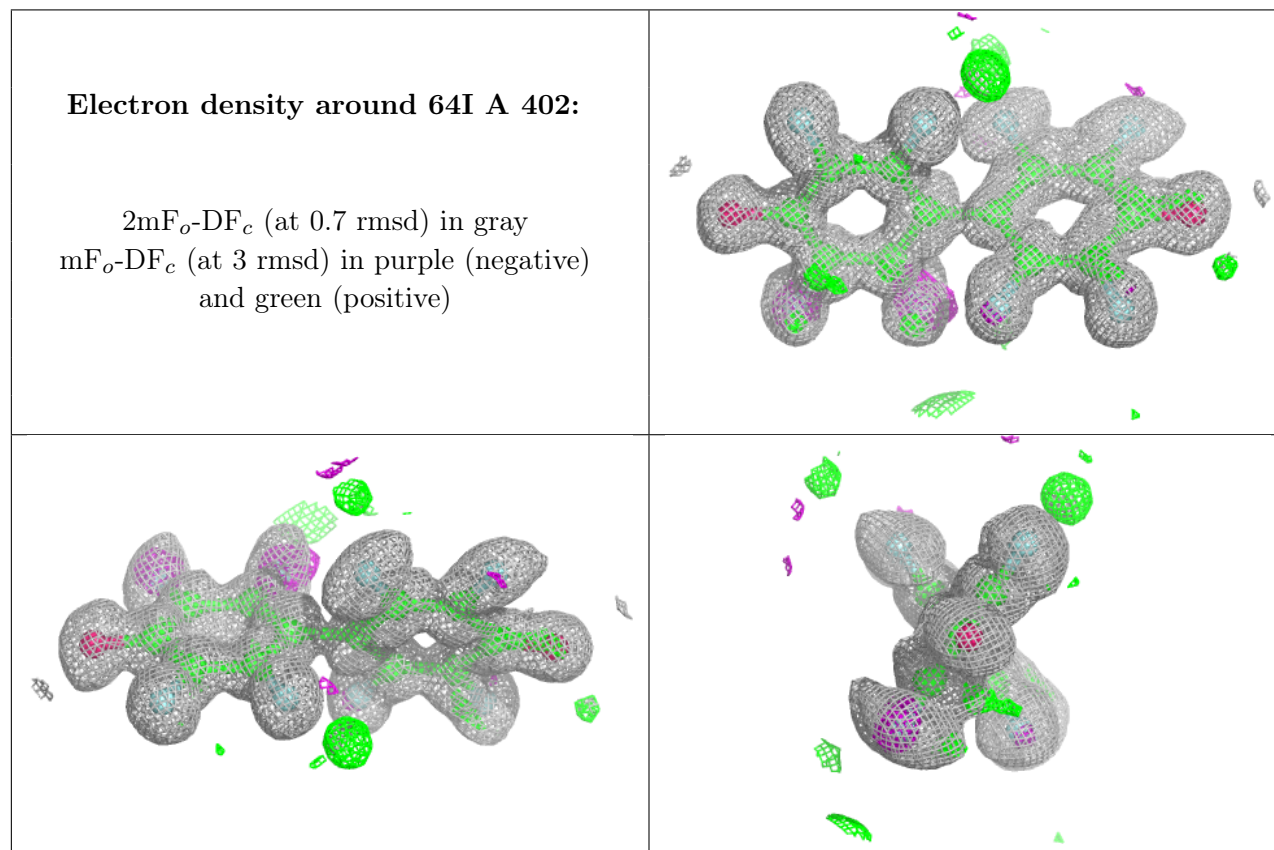 Electron density around 64I A 402:
2mFo-DFc (at 0.7 rmsd) in gray
mFo-DFc (at 3 rmsd) in purple (negative)
and green (positive)